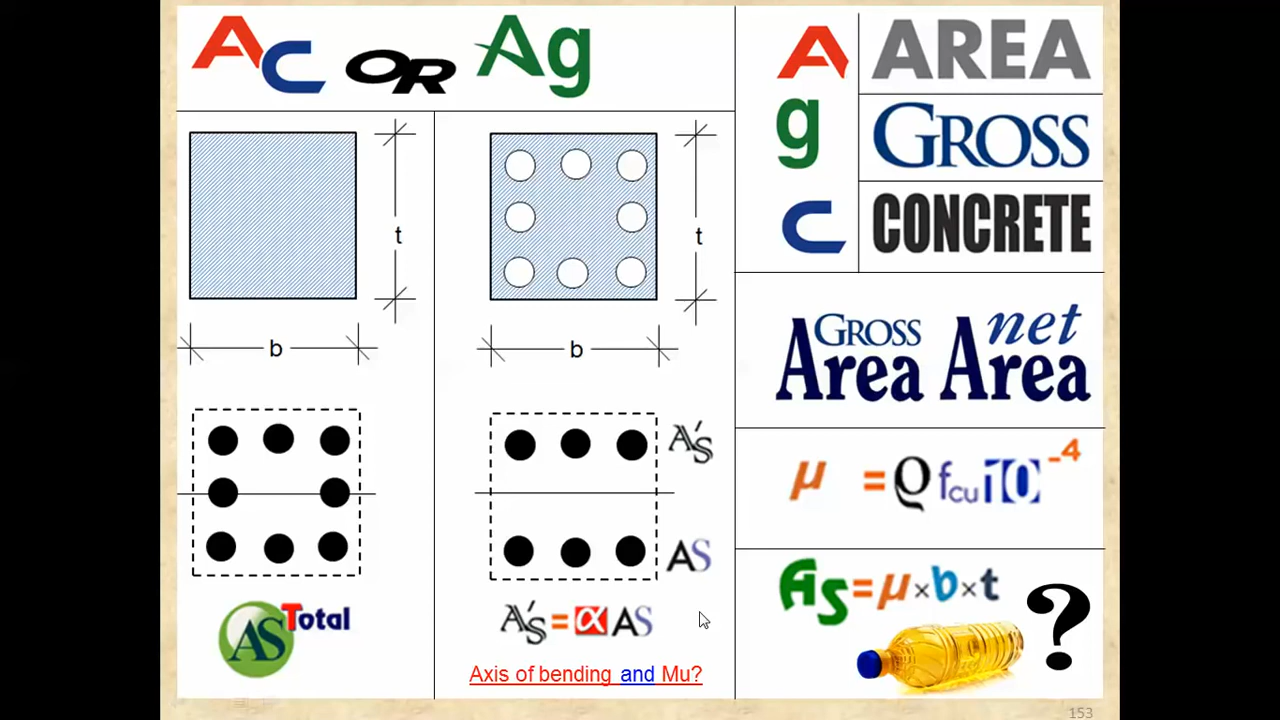 AC OR Ag
t
b
t
b
A's
AS
AS Total
A's = α AS
Axis of bending and Mu?
A AREA
g GROSS
C CONCRETE
GROSS Area net Area
μ = ϱ fcu 10⁻⁴
AS = μ × b × t ?
153